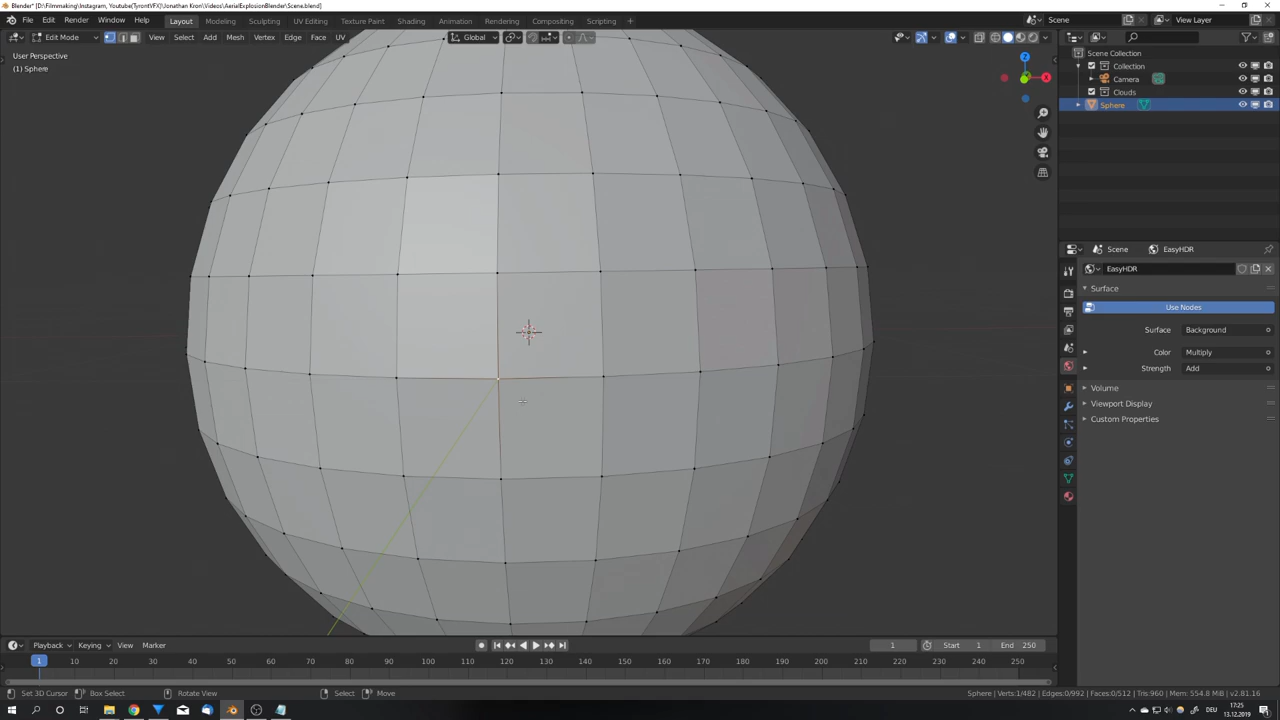 Blender* [D:\Filmmaking\Instagram, Youtube, TyrontVFX\Jonathan Kron\Videos\AerialExplosionBlender\Scene.blend]
File Edit Render Window Help Layout Modeling Sculpting UV Editing Texture Paint Shading Animation Rendering Compositing Scripting + Scene View Layer
Edit Mode View Select Add Mesh Vertex Edge Face UV Global
User Perspective
(1) Sphere
Z
X
Scene Collection
Collection
Camera
Clouds
Sphere
Scene EasyHDR
EasyHDR
Surface
Use Nodes
Surface Background
Color Multiply
Strength Add
Volume
Viewport Display
Custom Properties
Playback Keying View Marker 1 Start 1 End 250
1 10 20 30 40 50 60 70 80 90 100 110 120 130 140 150 160 170 180 190 200 210 220 230 240 250
Set 3D Cursor Box Select Rotate View Select Move Sphere | Verts:1/482 | Edges:0/992 | Faces:0/512 | Tris:960 | Mem: 554.8 MiB | v2.81.16
DEU 17:25
13.12.2019